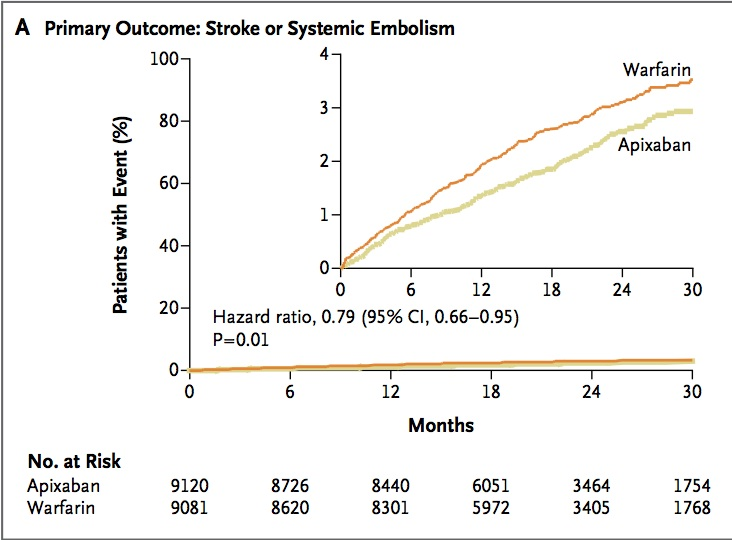 A Primary Outcome: Stroke or Systemic Embolism
Patients with Event (%)
100
80
60
40
20
0
4
3
2
1
0
Warfarin
Apixaban
0 6 12 18 24 30
Hazard ratio, 0.79 (95% CI, 0.66–0.95)
P=0.01
0 6 12 18 24 30
Months
No. at Risk
Apixaban 9120 8726 8440 6051 3464 1754
Warfarin 9081 8620 8301 5972 3405 1768